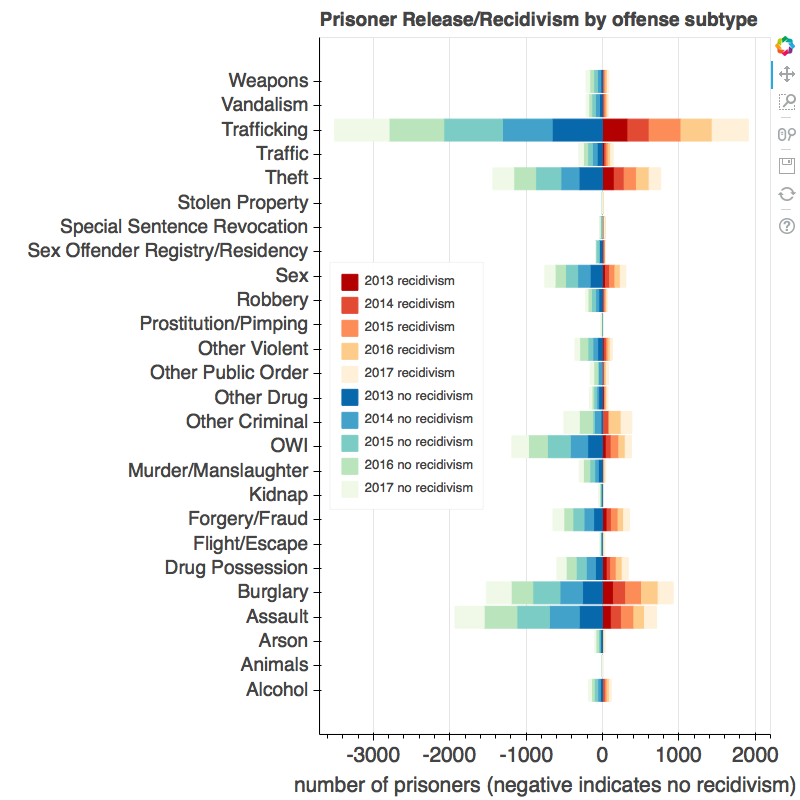 Prisoner Release/Recidivism by offense subtype
Weapons
Vandalism
Trafficking
Traffic
Theft
Stolen Property
Special Sentence Revocation
Sex Offender Registry/Residency
Sex
Robbery
Prostitution/Pimping
Other Violent
Other Public Order
Other Drug
Other Criminal
OWI
Murder/Manslaughter
Kidnap
Forgery/Fraud
Flight/Escape
Drug Possession
Burglary
Assault
Arson
Animals
Alcohol
2013 recidivism
2014 recidivism
2015 recidivism
2016 recidivism
2017 recidivism
2013 no recidivism
2014 no recidivism
2015 no recidivism
2016 no recidivism
2017 no recidivism
-3000 -2000 -1000 0 1000 2000
number of prisoners (negative indicates no recidivism)